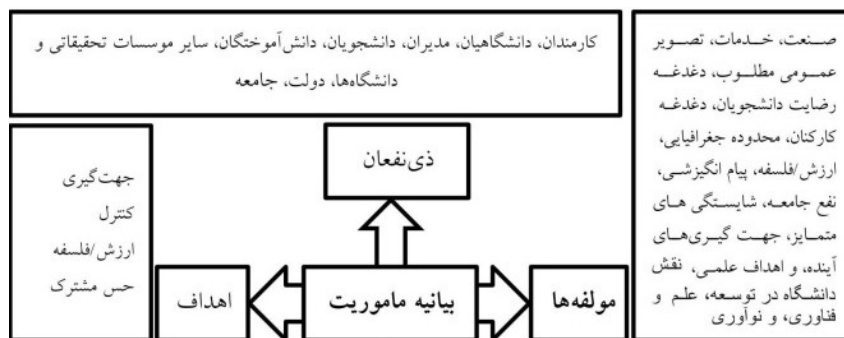 کارمندان، دانشگاهیان، مدیران، دانشجویان، دانش‌آموختگان، سایر موسسات تحقیقاتی و
دانشگاه‌ها، دولت، جامعه
صنعت، خدمات، تصویر
عمومی مطلوب، دغدغه
رضایت دانشجویان، دغدغه
کارکنان، محدوده جغرافیایی،
ارزش/فلسفه، پیام انگیزشی،
نفع جامعه، شایستگی های
متمایز، جهت گیری‌های
آینده، و اهداف علمی، نقش
دانشگاه در توسعه، علم و
فناوری، و نوآوری
ذی‌نفعان
مولفه‌ها
بیانیه ماموریت
اهداف
جهت‌گیری
کنترل
ارزش/فلسفه
حس مشترک